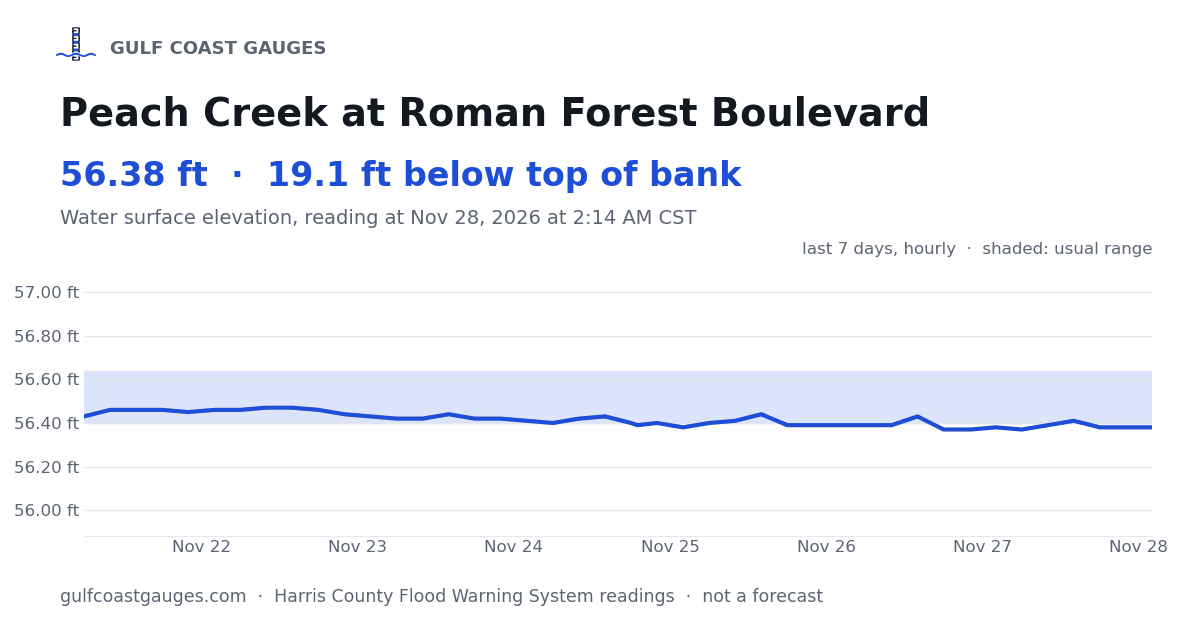 GULF COAST GAUGES
Peach Creek at Roman Forest Boulevard
56.38 ft · 19.1 ft below top of bank
Water surface elevation, reading at Nov 28, 2026 at 2:14 AM CST
last 7 days, hourly · shaded: usual range
57.00 ft
56.80 ft
56.60 ft
56.40 ft
56.20 ft
56.00 ft
Nov 22 Nov 23 Nov 24 Nov 25 Nov 26 Nov 27 Nov 28
gulfcoastgauges.com · Harris County Flood Warning System readings · not a forecast